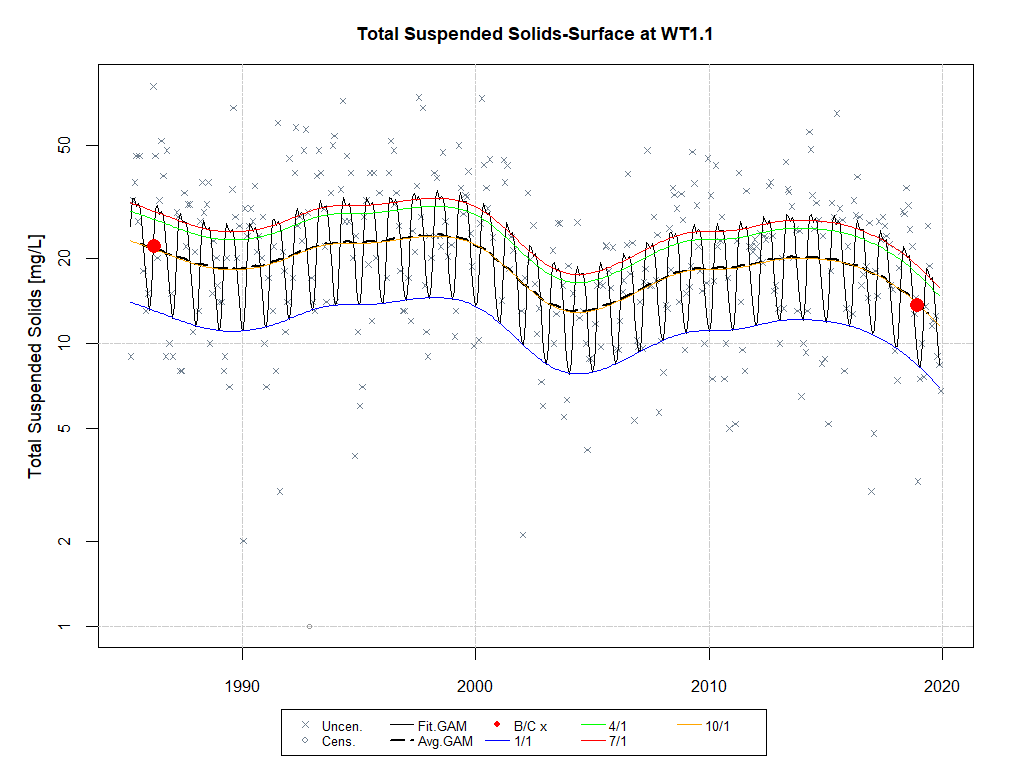 Total Suspended Solids-Surface at WT1.1
Total Suspended Solids [mg/L]
50
20
10
5
2
1
1990 2000 2010 2020
Uncen. Fit.GAM B/C x 4/1 10/1
Cens. Avg.GAM 1/1 7/1